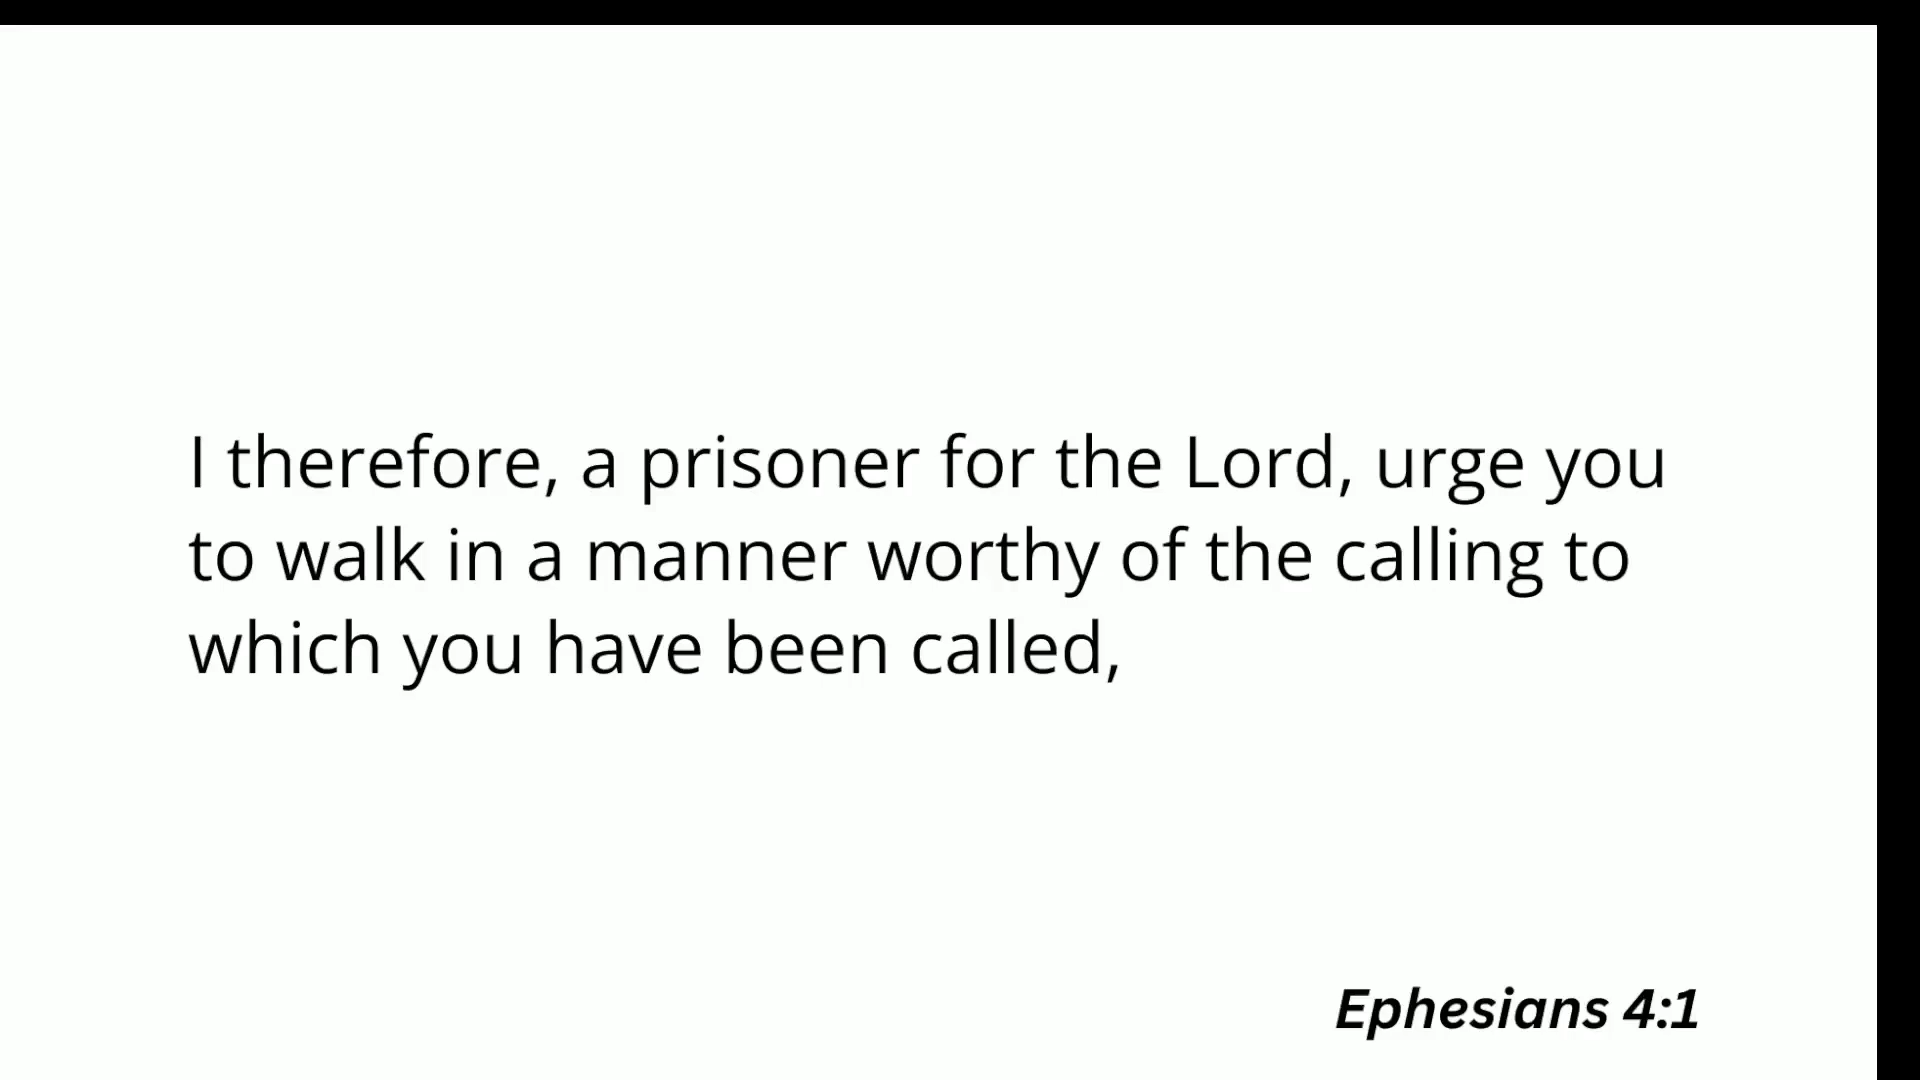 I therefore, a prisoner for the Lord, urge you
to walk in a manner worthy of the calling to
which you have been called,
Ephesians 4:1